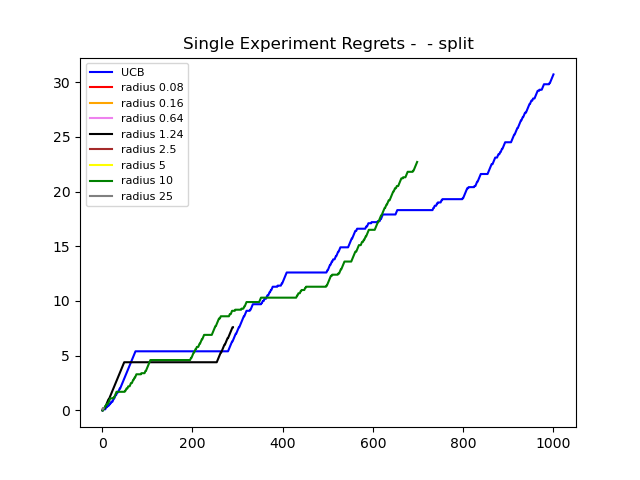 Single Experiment Regrets -  - split
UCB
radius 0.08
radius 0.16
radius 0.64
radius 1.24
radius 2.5
radius 5
radius 10
radius 25
30
25
20
15
10
5
0
0 200 400 600 800 1000